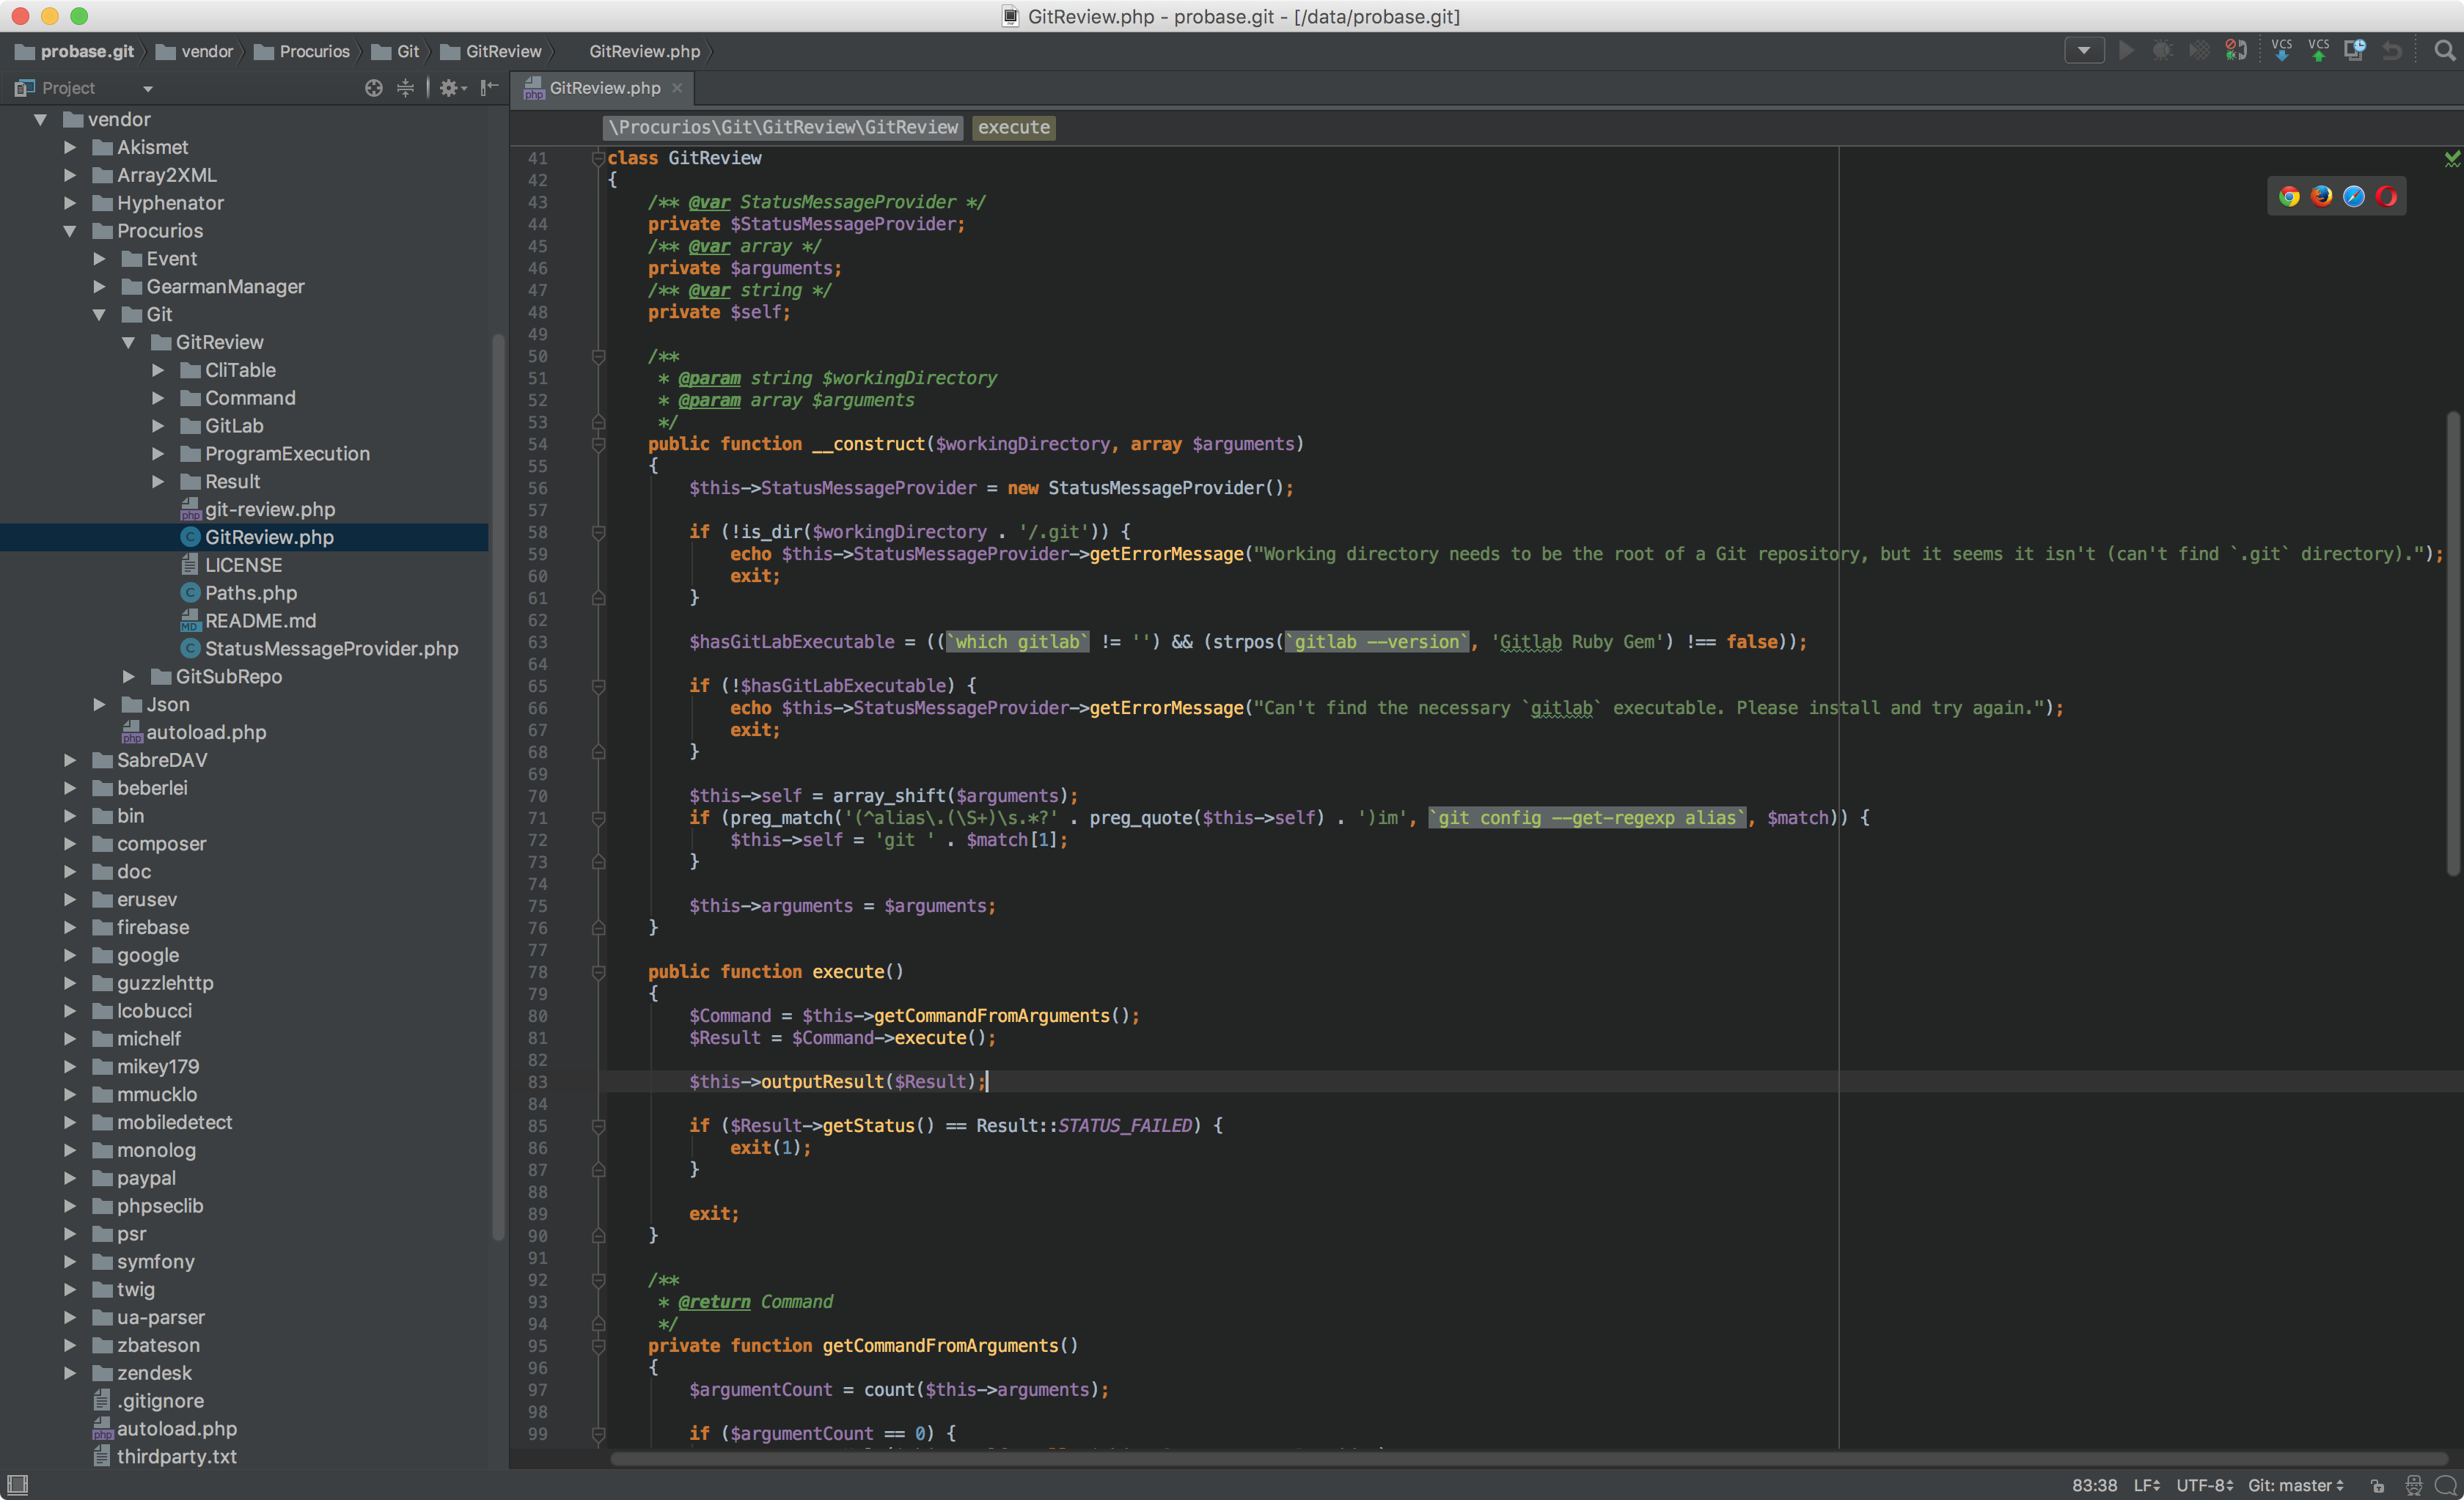 GitReview.php - probase.git - [/data/probase.git]
probase.git vendor Procurios Git GitReview GitReview.php
VCS VCS
Project
vendor
Akismet
Array2XML
Hyphenator
Procurios
Event
GearmanManager
Git
GitReview
CliTable
Command
GitLab
ProgramExecution
Result
git-review.php
GitReview.php
LICENSE
Paths.php
README.md
StatusMessageProvider.php
GitSubRepo
Json
autoload.php
SabreDAV
beberlei
bin
composer
doc
erusev
firebase
google
guzzlehttp
lcobucci
michelf
mikey179
mmucklo
mobiledetect
monolog
paypal
phpseclib
psr
symfony
twig
ua-parser
zbateson
zendesk
.gitignore
autoload.php
thirdparty.txt
GitReview.php
\Procurios\Git\GitReview\GitReview execute
41 class GitReview
42 {
43 /** @var StatusMessageProvider */
44 private $StatusMessageProvider;
45 /** @var array */
46 private $arguments;
47 /** @var string */
48 private $self;
49
50 /**
51 * @param string $workingDirectory
52 * @param array $arguments
53 */
54 public function __construct($workingDirectory, array $arguments)
55 {
56 $this->StatusMessageProvider = new StatusMessageProvider();
57
58 if (!is_dir($workingDirectory . '/.git')) {
59 echo $this->StatusMessageProvider->getErrorMessage("Working directory needs to be the root of a Git repository, but it seems it isn't (can't find `.git` directory).");
60 exit;
61 }
62
63 $hasGitLabExecutable = ((`which gitlab` != '') && (strpos(`gitlab --version`, 'Gitlab Ruby Gem') !== false));
64
65 if (!$hasGitLabExecutable) {
66 echo $this->StatusMessageProvider->getErrorMessage("Can't find the necessary `gitlab` executable. Please install and try again.");
67 exit;
68 }
69
70 $this->self = array_shift($arguments);
71 if (preg_match('(^alias\.(\S+)\s.*?' . preg_quote($this->self) . ')im', `git config --get-regexp alias`, $match)) {
72 $this->self = 'git ' . $match[1];
73 }
74
75 $this->arguments = $arguments;
76 }
77
78 public function execute()
79 {
80 $Command = $this->getCommandFromArguments();
81 $Result = $Command->execute();
82
83 $this->outputResult($Result);
84
85 if ($Result->getStatus() == Result::STATUS_FAILED) {
86 exit(1);
87 }
88
89 exit;
90 }
91
92 /**
93 * @return Command
94 */
95 private function getCommandFromArguments()
96 {
97 $argumentCount = count($this->arguments);
98
99 if ($argumentCount == 0) {
83:38 LF UTF-8 Git: master